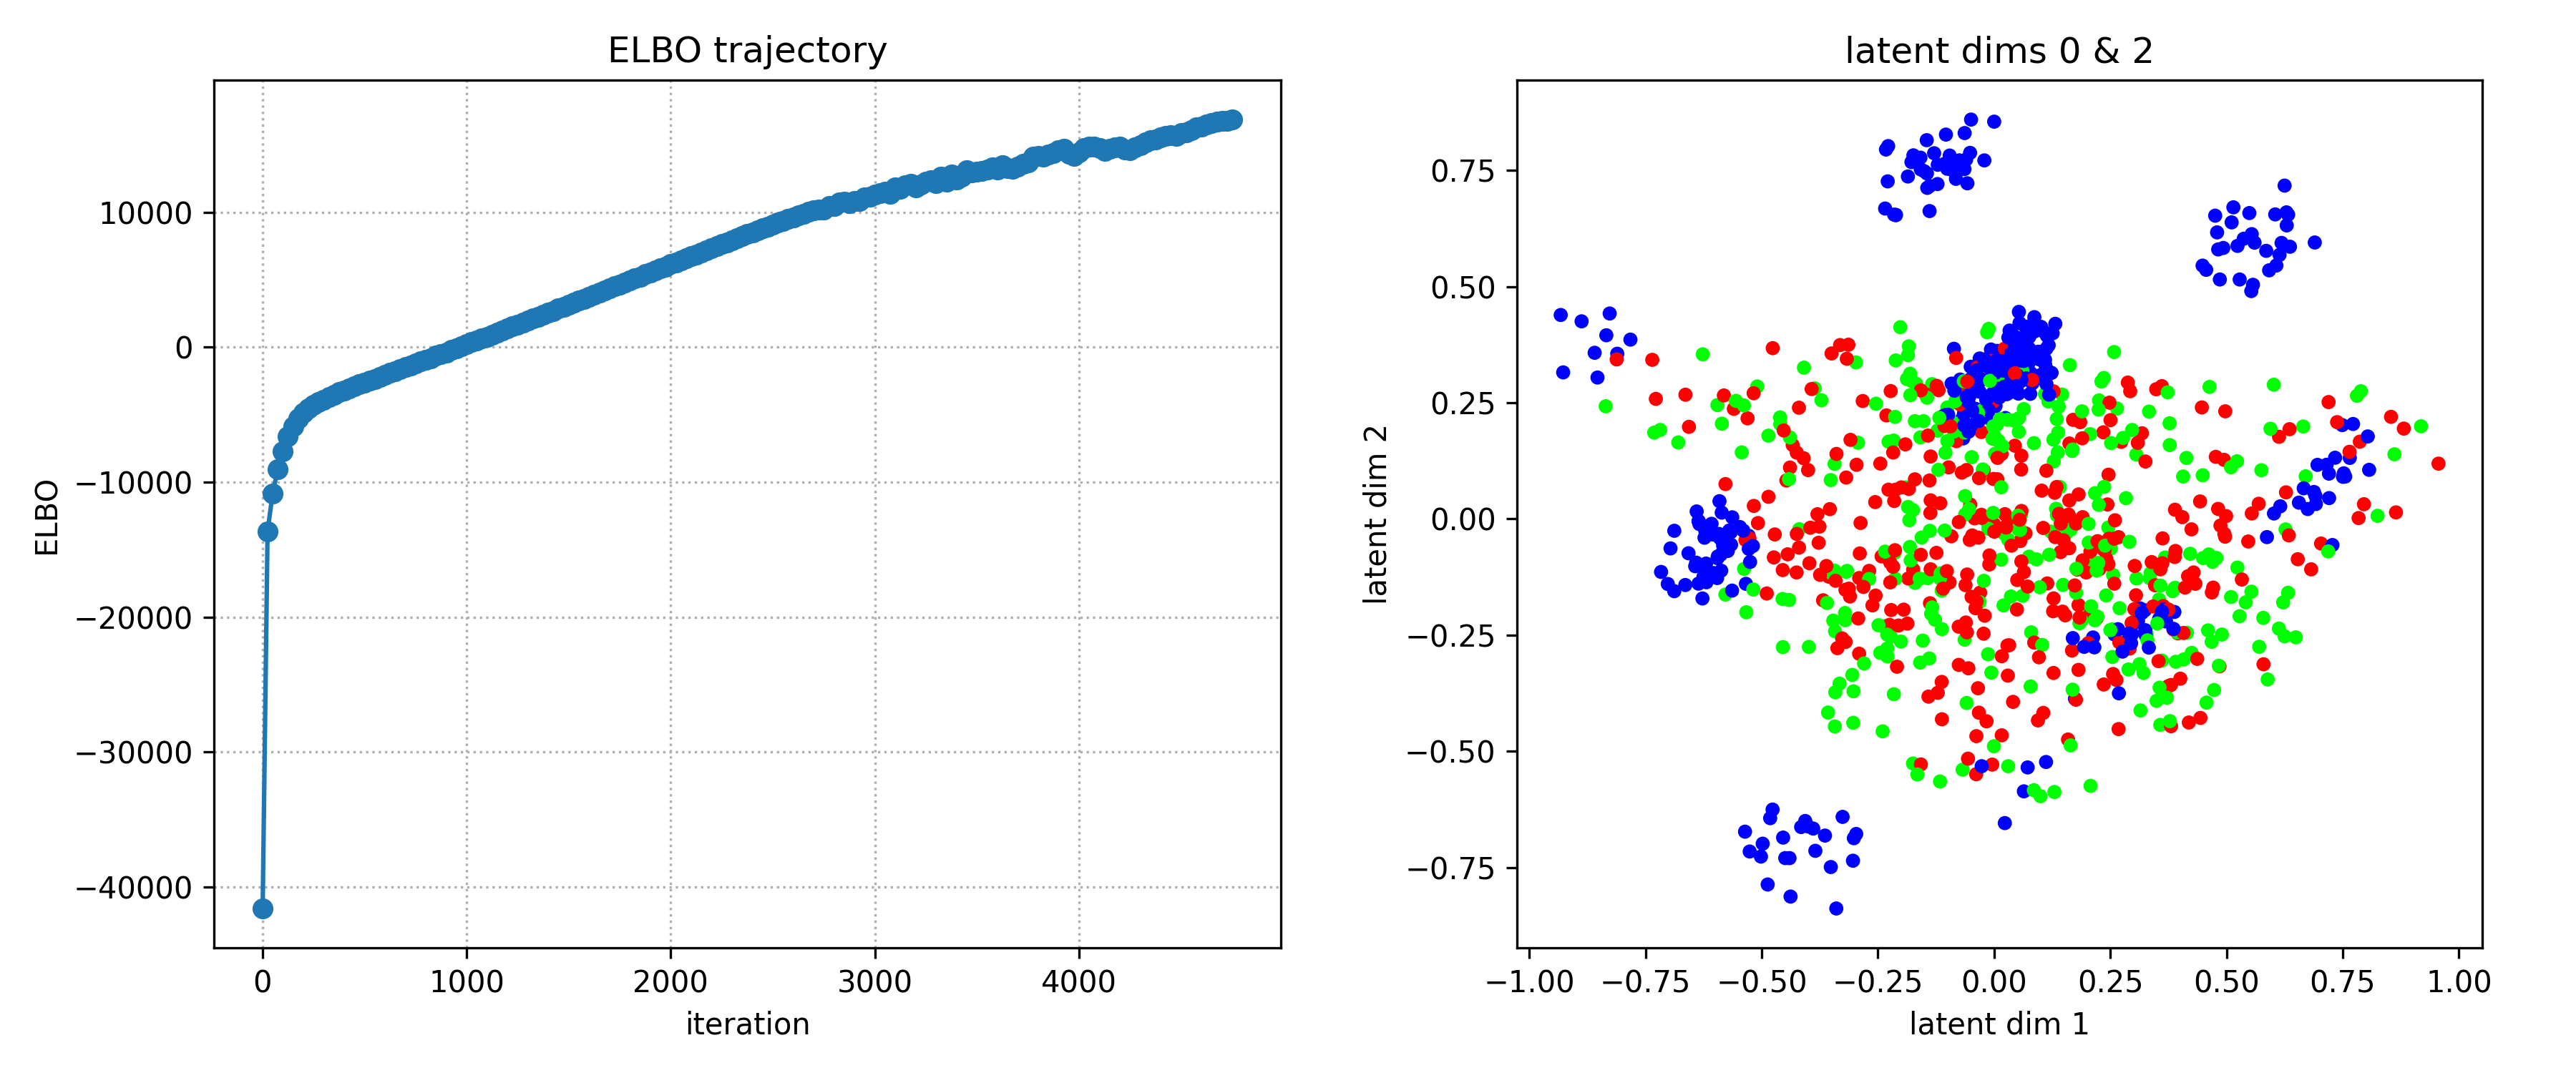 ELBO trajectory
10000
0
−10000
−20000
−30000
−40000
ELBO
0 1000 2000 3000 4000
iteration
latent dims 0 & 2
0.75
0.50
0.25
0.00
−0.25
−0.50
−0.75
latent dim 2
−1.00 −0.75 −0.50 −0.25 0.00 0.25 0.50 0.75 1.00
latent dim 1